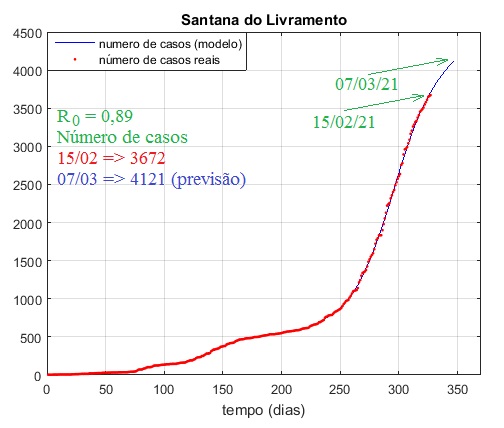 Santana do Livramento
4500
4000
3500
3000
2500
2000
1500
1000
500
0
numero de casos (modelo)
número de casos reais
07/03/21
15/02/21
R0 = 0,89
Número de casos
15/02 => 3672
07/03 => 4121 (previsão)
0 50 100 150 200 250 300 350
tempo (dias)